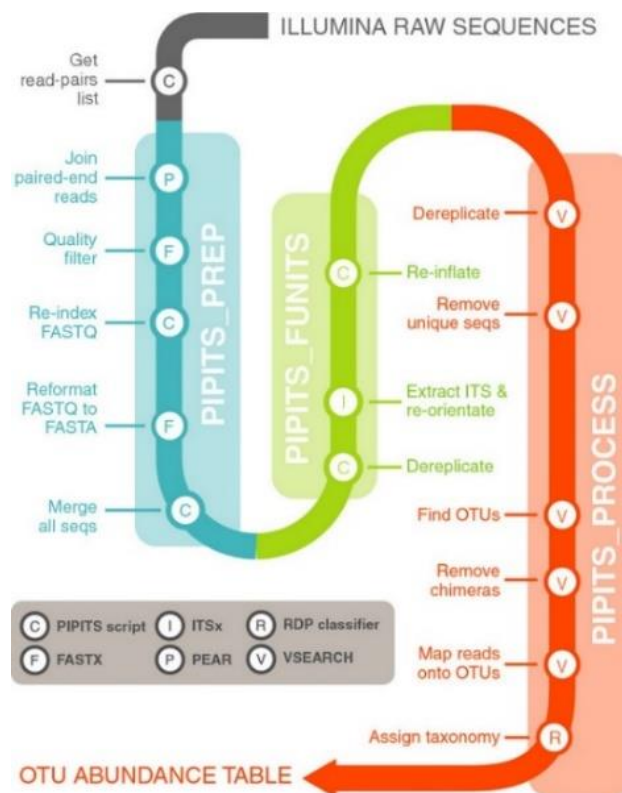 ILLUMINA RAW SEQUENCES
Get
read-pairs
list
C
Join
paired-end
reads
P
Quality
filter
F
Re-index
FASTQ
C
Reformat
FASTQ to
FASTA
F
Merge
all seqs
C
PIPITS_PREP
PIPITS_FUNITS
C
Re-inflate
I
Extract ITS &
re-orientate
C
Dereplicate
Dereplicate
V
Remove
unique seqs
V
Find OTUs
V
Remove
chimeras
V
Map reads
onto OTUs
V
Assign taxonomy
R
PIPITS_PROCESS
C PIPITS script I ITSx R RDP classifier
F FASTX P PEAR V VSEARCH
OTU ABUNDANCE TABLE